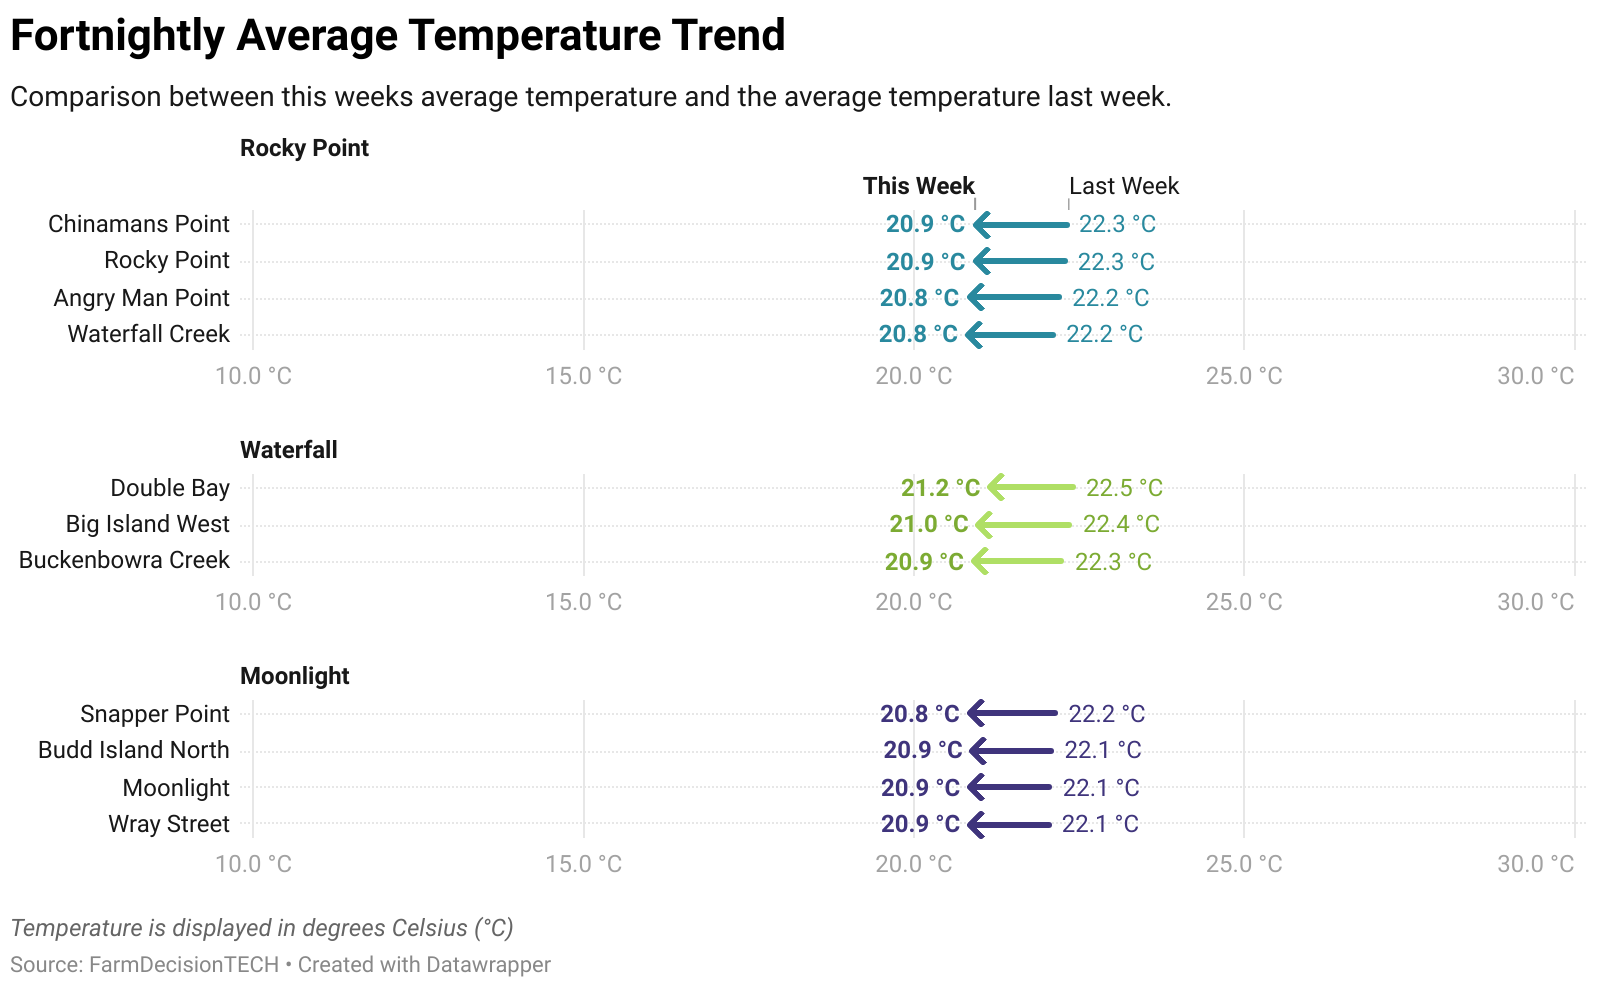 Fortnightly Average Temperature Trend
Comparison between this weeks average temperature and the average temperature last week.
Rocky Point
This Week Last Week
Chinamans Point 20.9 °C 22.3 °C
Rocky Point 20.9 °C 22.3 °C
Angry Man Point 20.8 °C 22.2 °C
Waterfall Creek 20.8 °C 22.2 °C
10.0 °C 15.0 °C 20.0 °C 25.0 °C 30.0 °C
Waterfall
Double Bay 21.2 °C 22.5 °C
Big Island West 21.0 °C 22.4 °C
Buckenbowra Creek 20.9 °C 22.3 °C
10.0 °C 15.0 °C 20.0 °C 25.0 °C 30.0 °C
Moonlight
Snapper Point 20.8 °C 22.2 °C
Budd Island North 20.9 °C 22.1 °C
Moonlight 20.9 °C 22.1 °C
Wray Street 20.9 °C 22.1 °C
10.0 °C 15.0 °C 20.0 °C 25.0 °C 30.0 °C
Temperature is displayed in degrees Celsius (°C)
Source: FarmDecisionTECH • Created with Datawrapper